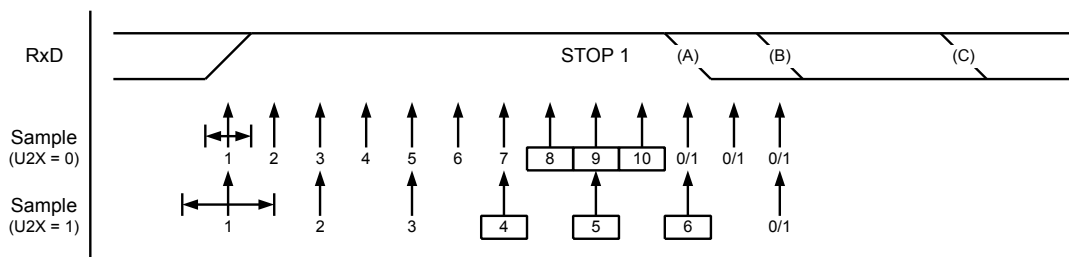 RxD STOP 1 (A) (B) (C)
Sample
(U2X = 0)
1 2 3 4 5 6 7 8 9 10 0/1 0/1 0/1
Sample
(U2X = 1)
1 2 3 4 5 6 0/1